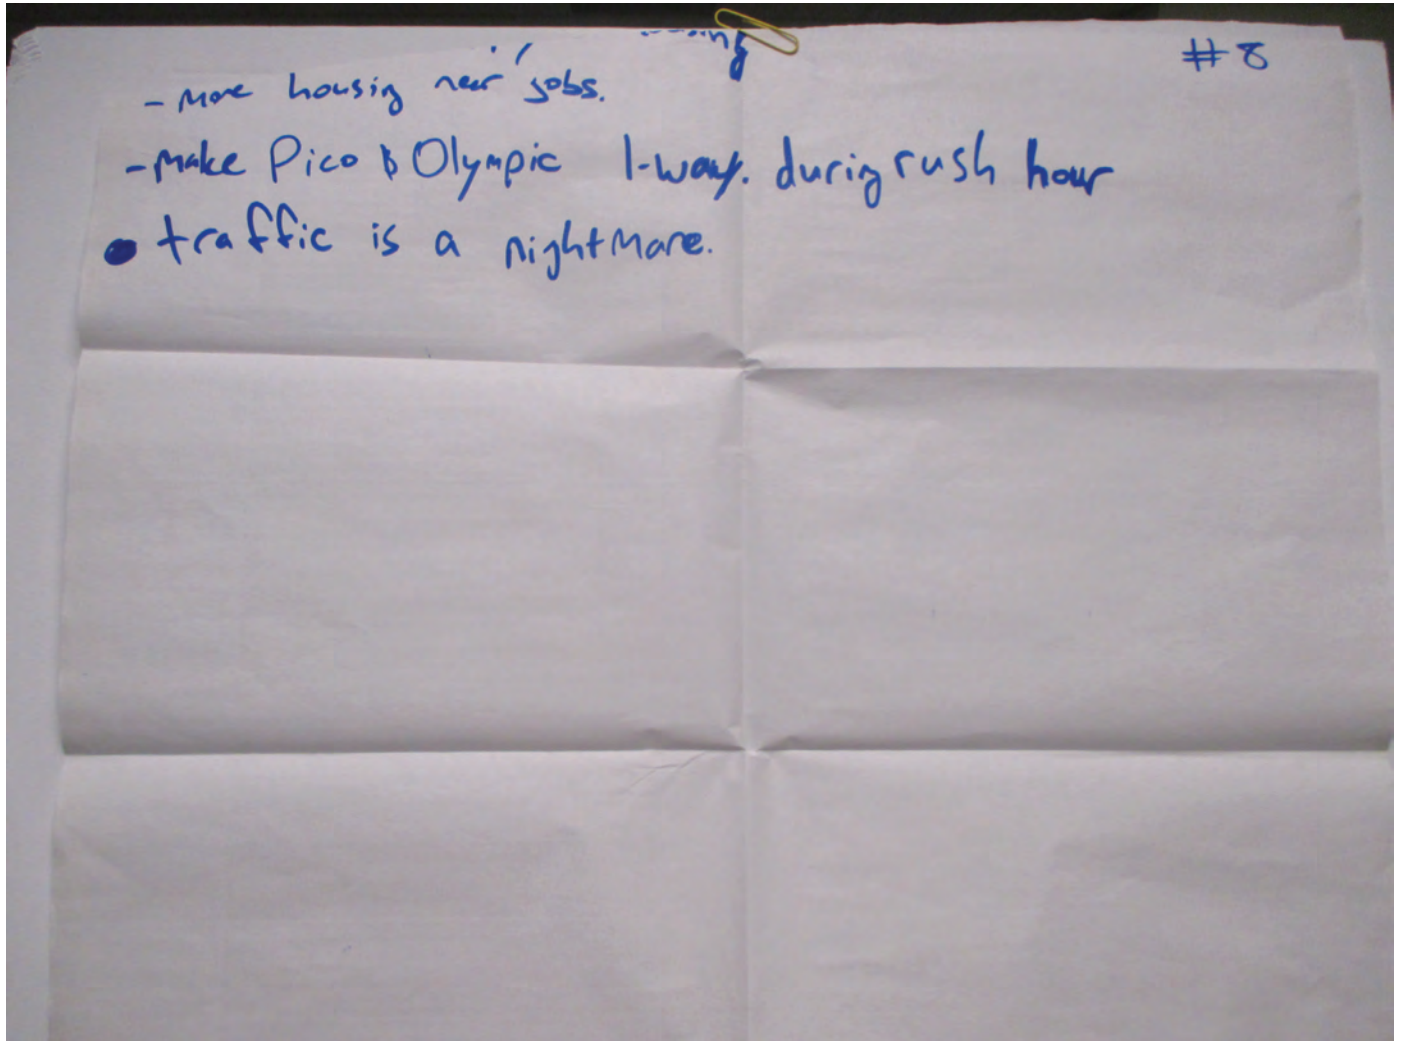 #8
- More housing near jobs.
- Make Pico & Olympic 1-way. during rush hour
• traffic is a nightmare.